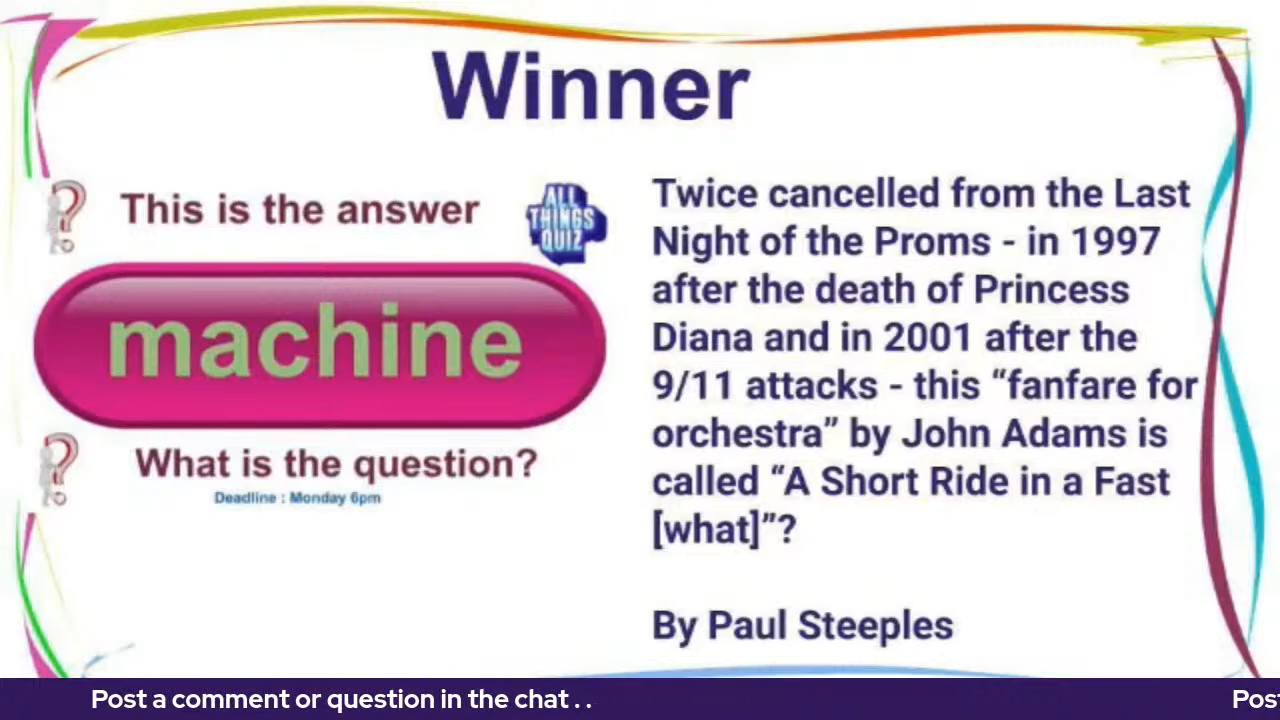 Winner
This is the answer
ALL
THINGS
QUIZ
machine
What is the question?
Deadline : Monday 6pm
Twice cancelled from the Last
Night of the Proms - in 1997
after the death of Princess
Diana and in 2001 after the
9/11 attacks - this “fanfare for
orchestra” by John Adams is
called “A Short Ride in a Fast
[what]”?
By Paul Steeples
Post a comment or question in the chat . .
Post